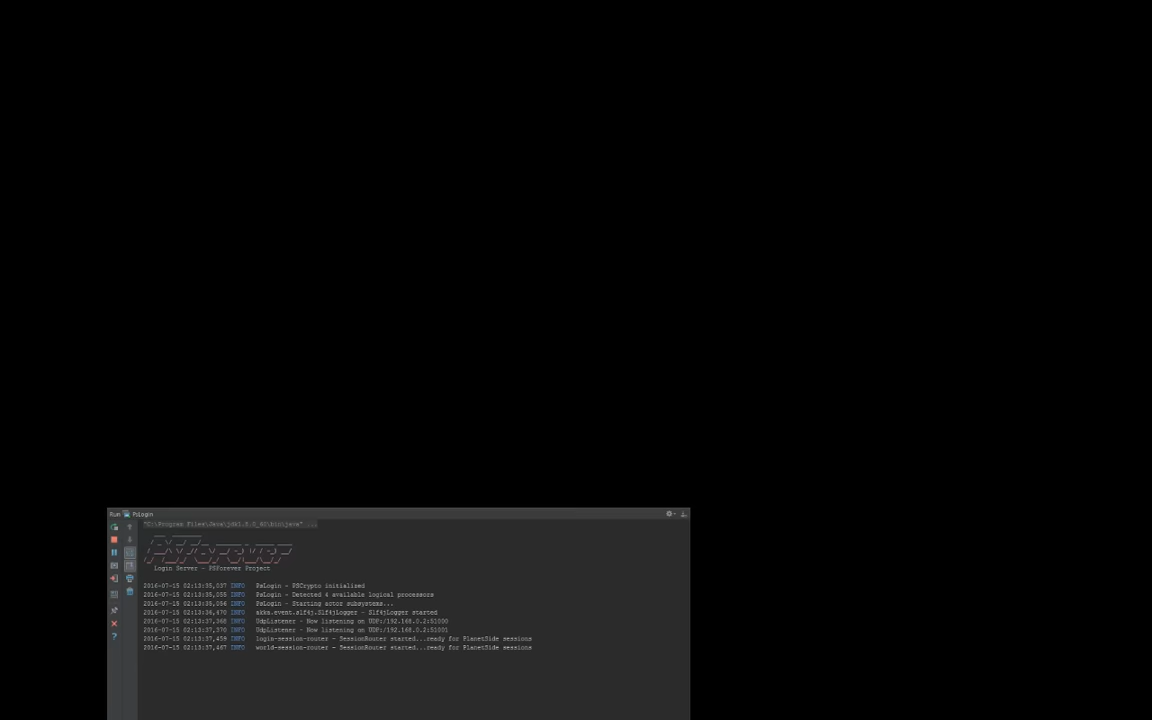 Run PsLogin
"C:\Program Files\Java\jdk1.8.0_92\bin\java" ...
Login Server - PSForever Project
2016-07-15 02:13:35,037 INFO PsLogin - PSCrypto initialized
2016-07-15 02:13:35,055 INFO PsLogin - Detected 4 available logical processors
2016-07-15 02:13:35,056 INFO PsLogin - Starting actor subsystems...
2016-07-15 02:13:36,470 INFO akka.event.slf4j.Slf4jLogger - Slf4jLogger started
2016-07-15 02:13:37,368 INFO UdpListener - Now listening on UDP:/192.168.0.2:51000
2016-07-15 02:13:37,370 INFO UdpListener - Now listening on UDP:/192.168.0.2:51001
2016-07-15 02:13:37,459 INFO login-session-router - SessionRouter started...ready for PlanetSide sessions
2016-07-15 02:13:37,467 INFO world-session-router - SessionRouter started...ready for PlanetSide sessions